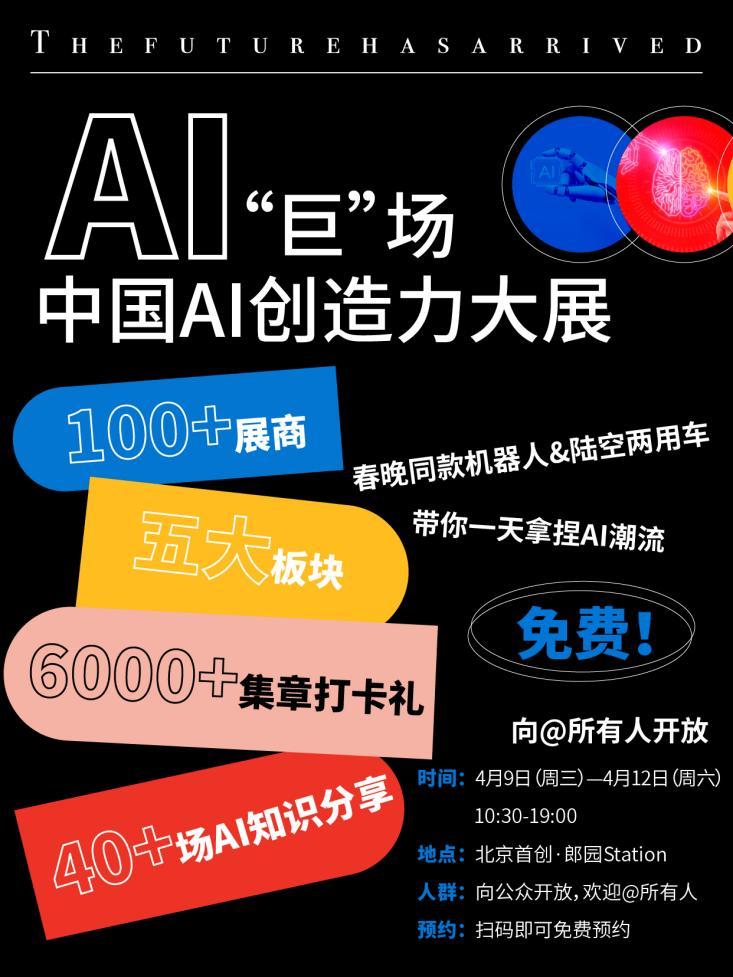 THEFUTUREHASARRIVED
AI“巨”场
AI
中国AI创造力大展
100+展商
春晚同款机器人&陆空两用车
带你一天拿捏AI潮流
五大板块
免费!
6000+集章打卡礼
向@所有人开放
40+场AI知识分享
时间：4月9日（周三）—4月12日（周六）
10:30-19:00
地点：北京首创·郎园Station
人群：向公众开放，欢迎@所有人
预约：扫码即可免费预约